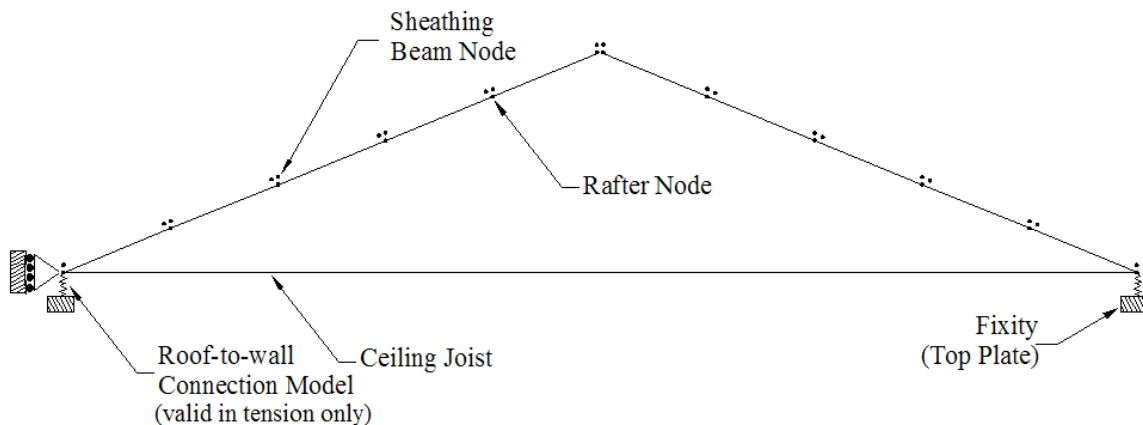 Sheathing
Beam Node
Rafter Node
Roof-to-wall
Connection Model
(valid in tension only)
Ceiling Joist
Fixity
(Top Plate)